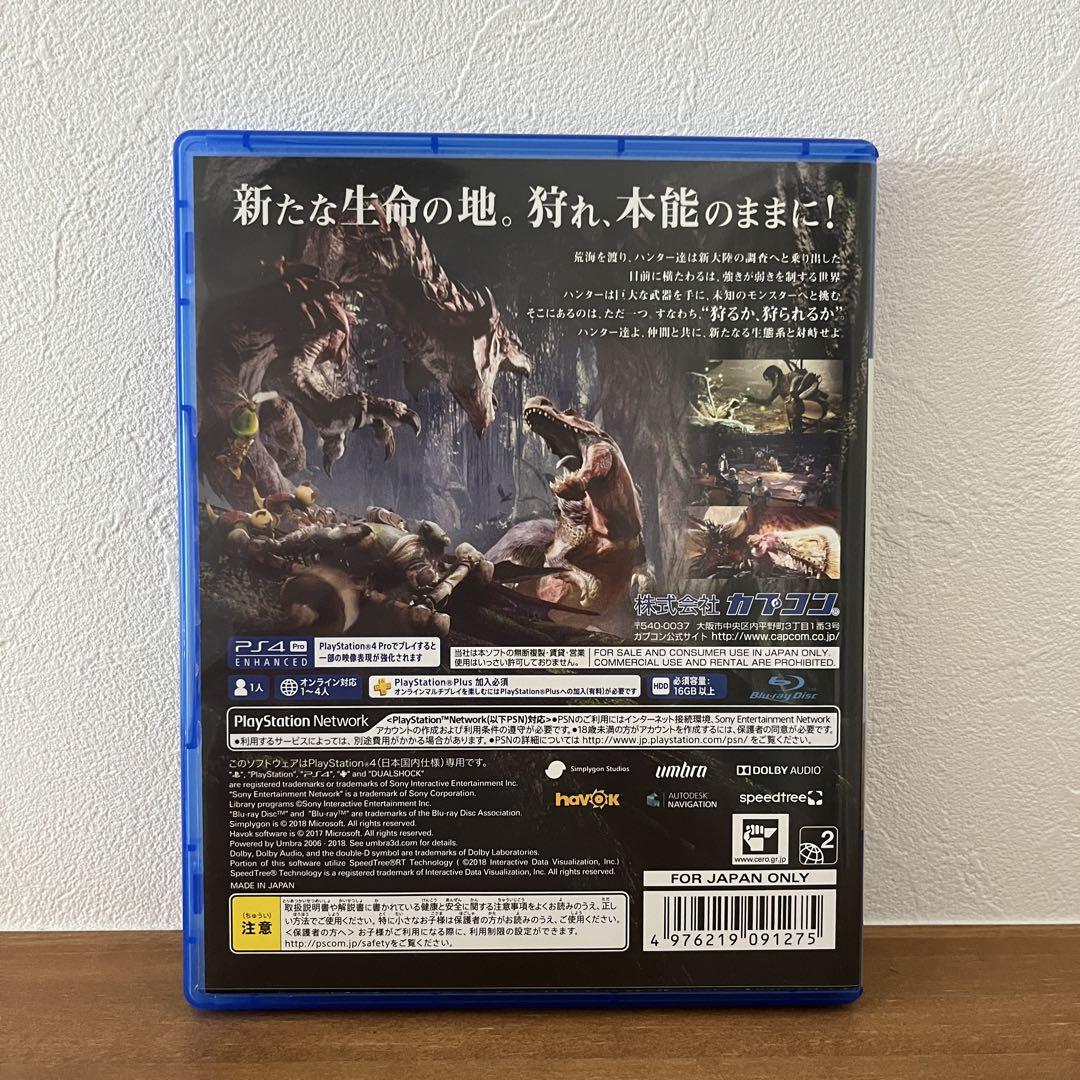 新たな生命の地。狩れ、本能のままに!
荒海を渡り、ハンター達は新大陸の調査へと乗り出した
目前に横たわるは、強きが弱きを制する世界
ハンターは巨大な武器を手に、未知のモンスターへと挑む
そこにあるのは、ただ一つ。すなわち、“狩るか、狩られるか”。
ハンター達よ、仲間と共に、新たなる生態系と対峙せよ。
株式会社 カプコン®
〒540-0037 大阪市中央区内平野町3丁目1番3号
カプコン公式サイト http://www.capcom.co.jp/
PS4 Pro
ENHANCED
PlayStation®4 Proでプレイすると
一部の映像表現が強化されます
当社は本ソフトの無断複製・賃貸・営業
使用はいっさい許可しておりません。
FOR SALE AND CONSUMER USE IN JAPAN ONLY.
COMMERCIAL USE AND RENTAL ARE PROHIBITED.
1人
オンライン対応
1~4人
PlayStation®Plus 加入必須
オンラインマルチプレイを楽しむにはPlayStation®Plusへの加入(有料)が必要です
HDD
必須容量:
16GB以上
Blu-ray Disc
PlayStation Network
<PlayStation™Network(以下PSN)対応>●PSNのご利用にはインターネット接続環境、Sony Entertainment Network
アカウントの作成および利用条件の遵守が必要です。●18歳未満の方がアカウントを作成するには、保護者の同意が必要です。
●利用するサービスによっては、別途費用がかかる場合があります。●PSNの詳細については http://www.jp.playstation.com/psn/ をご覧ください。
このソフトウェアはPlayStation®4(日本国内仕様)専用です。
"PlayStation", "PS4", and "DUALSHOCK"
are registered trademarks or trademarks of Sony Interactive Entertainment Inc.
"Sony Entertainment Network" is a trademark of Sony Corporation.
Library programs ©Sony Interactive Entertainment Inc.
"Blu-ray Disc™" and "Blu-ray™" are trademarks of the Blu-ray Disc Association.
Simplygon is © 2018 Microsoft. All rights reserved.
Havok software is © 2017 Microsoft. All rights reserved.
Powered by Umbra 2006 - 2018. See umbra3d.com for details.
Dolby, Dolby Audio, and the double-D symbol are trademarks of Dolby Laboratories.
Portion of this software utilize SpeedTree®RT Technology ( ©2018 Interactive Data Visualization, Inc.)
SpeedTree® Technology is a registered trademark of Interactive Data Visualization, Inc. All rights reserved.
MADE IN JAPAN
Simplygon Studios
umbra
DOLBY AUDIO™
havok
AUTODESK
NAVIGATION
speedtree
www.cero.gr.jp
2
FOR JAPAN ONLY
4 976219 091275
(ちゅうい)
注意
取扱説明書や解説書に書かれている健康と安全に関する注意事項をよくお読みのうえ、正し
い方法でご使用ください。特に小さなお子様は保護者の方がお読みのうえ、ご使用ください。
<保護者の方へ> お子様がご利用になる際に、利用制限の設定ができます。
http://pscom.jp/safetyをご覧ください。